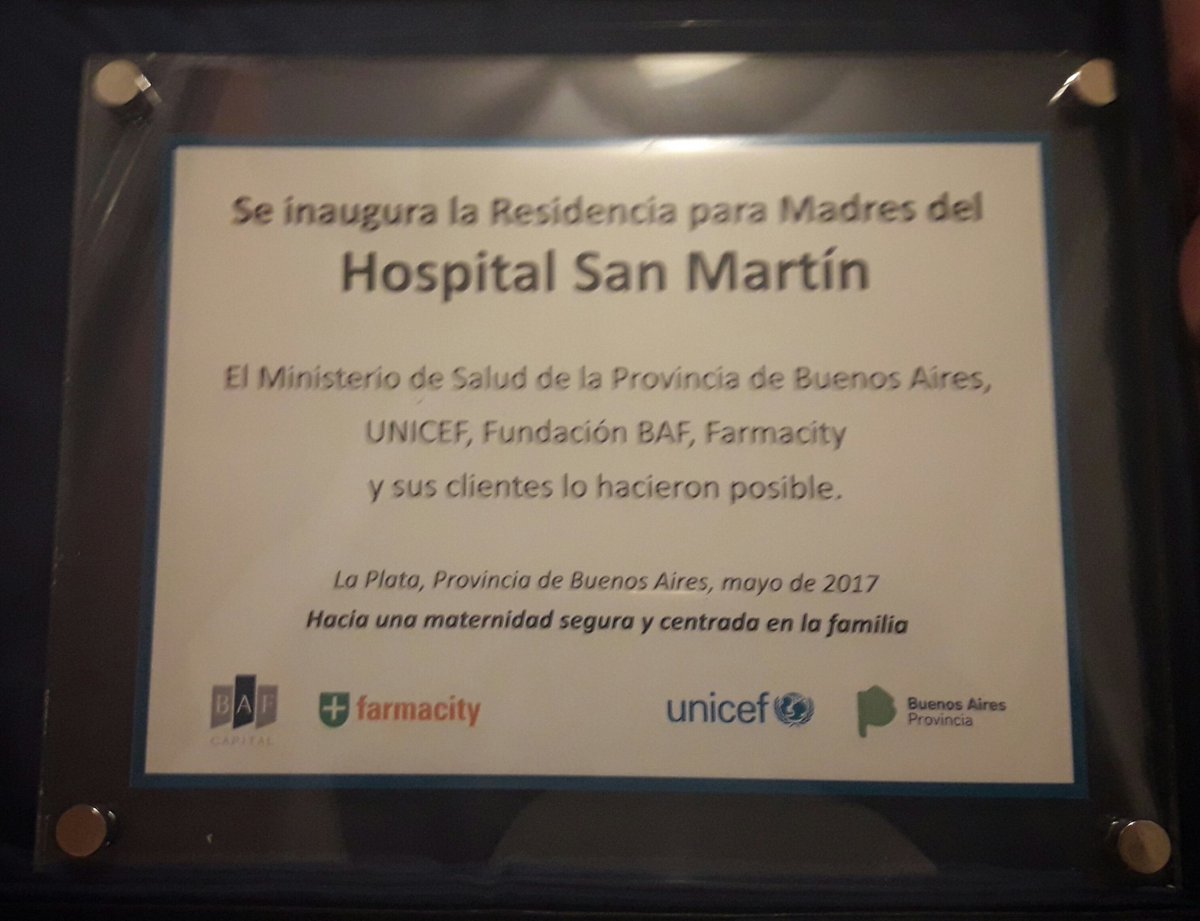 Se inaugura la Residencia para Madres del
Hospital San Martín
El Ministerio de Salud de la Provincia de Buenos Aires,
UNICEF, Fundación BAF, Farmacity
y sus clientes lo hacieron posible.
La Plata, Provincia de Buenos Aires, mayo de 2017
Hacia una maternidad segura y centrada en la familia
BAF
CAPITAL
farmacity
unicef
Buenos Aires
Provincia